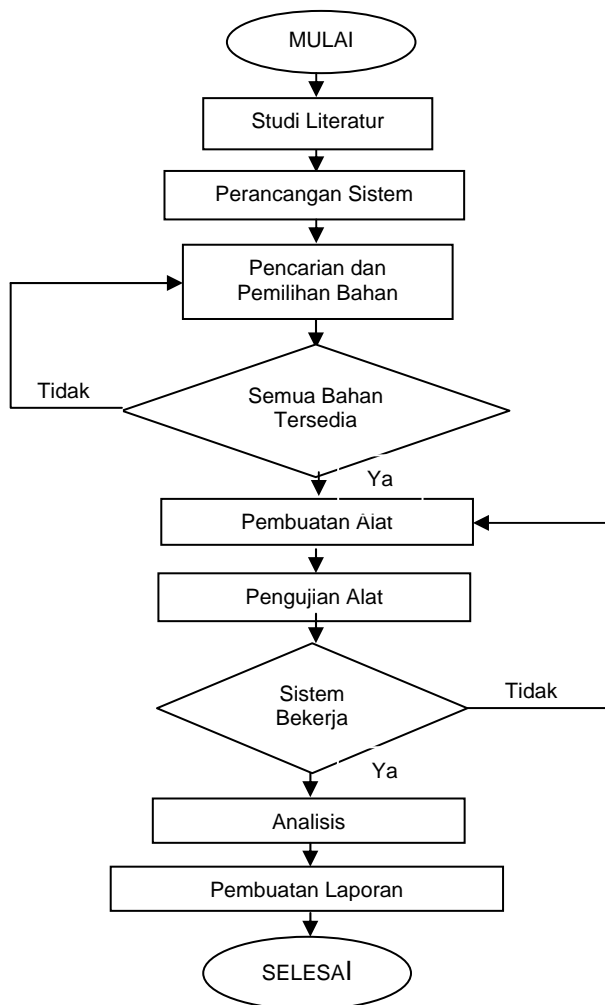 MULAI
Studi Literatur
Perancangan Sistem
Pencarian dan
Pemilihan Bahan
Tidak
Semua Bahan
Tersedia
Ya
Pembuatan Alat
Pengujian Alat
Sistem
Bekerja
Tidak
Ya
Analisis
Pembuatan Laporan
SELESAI